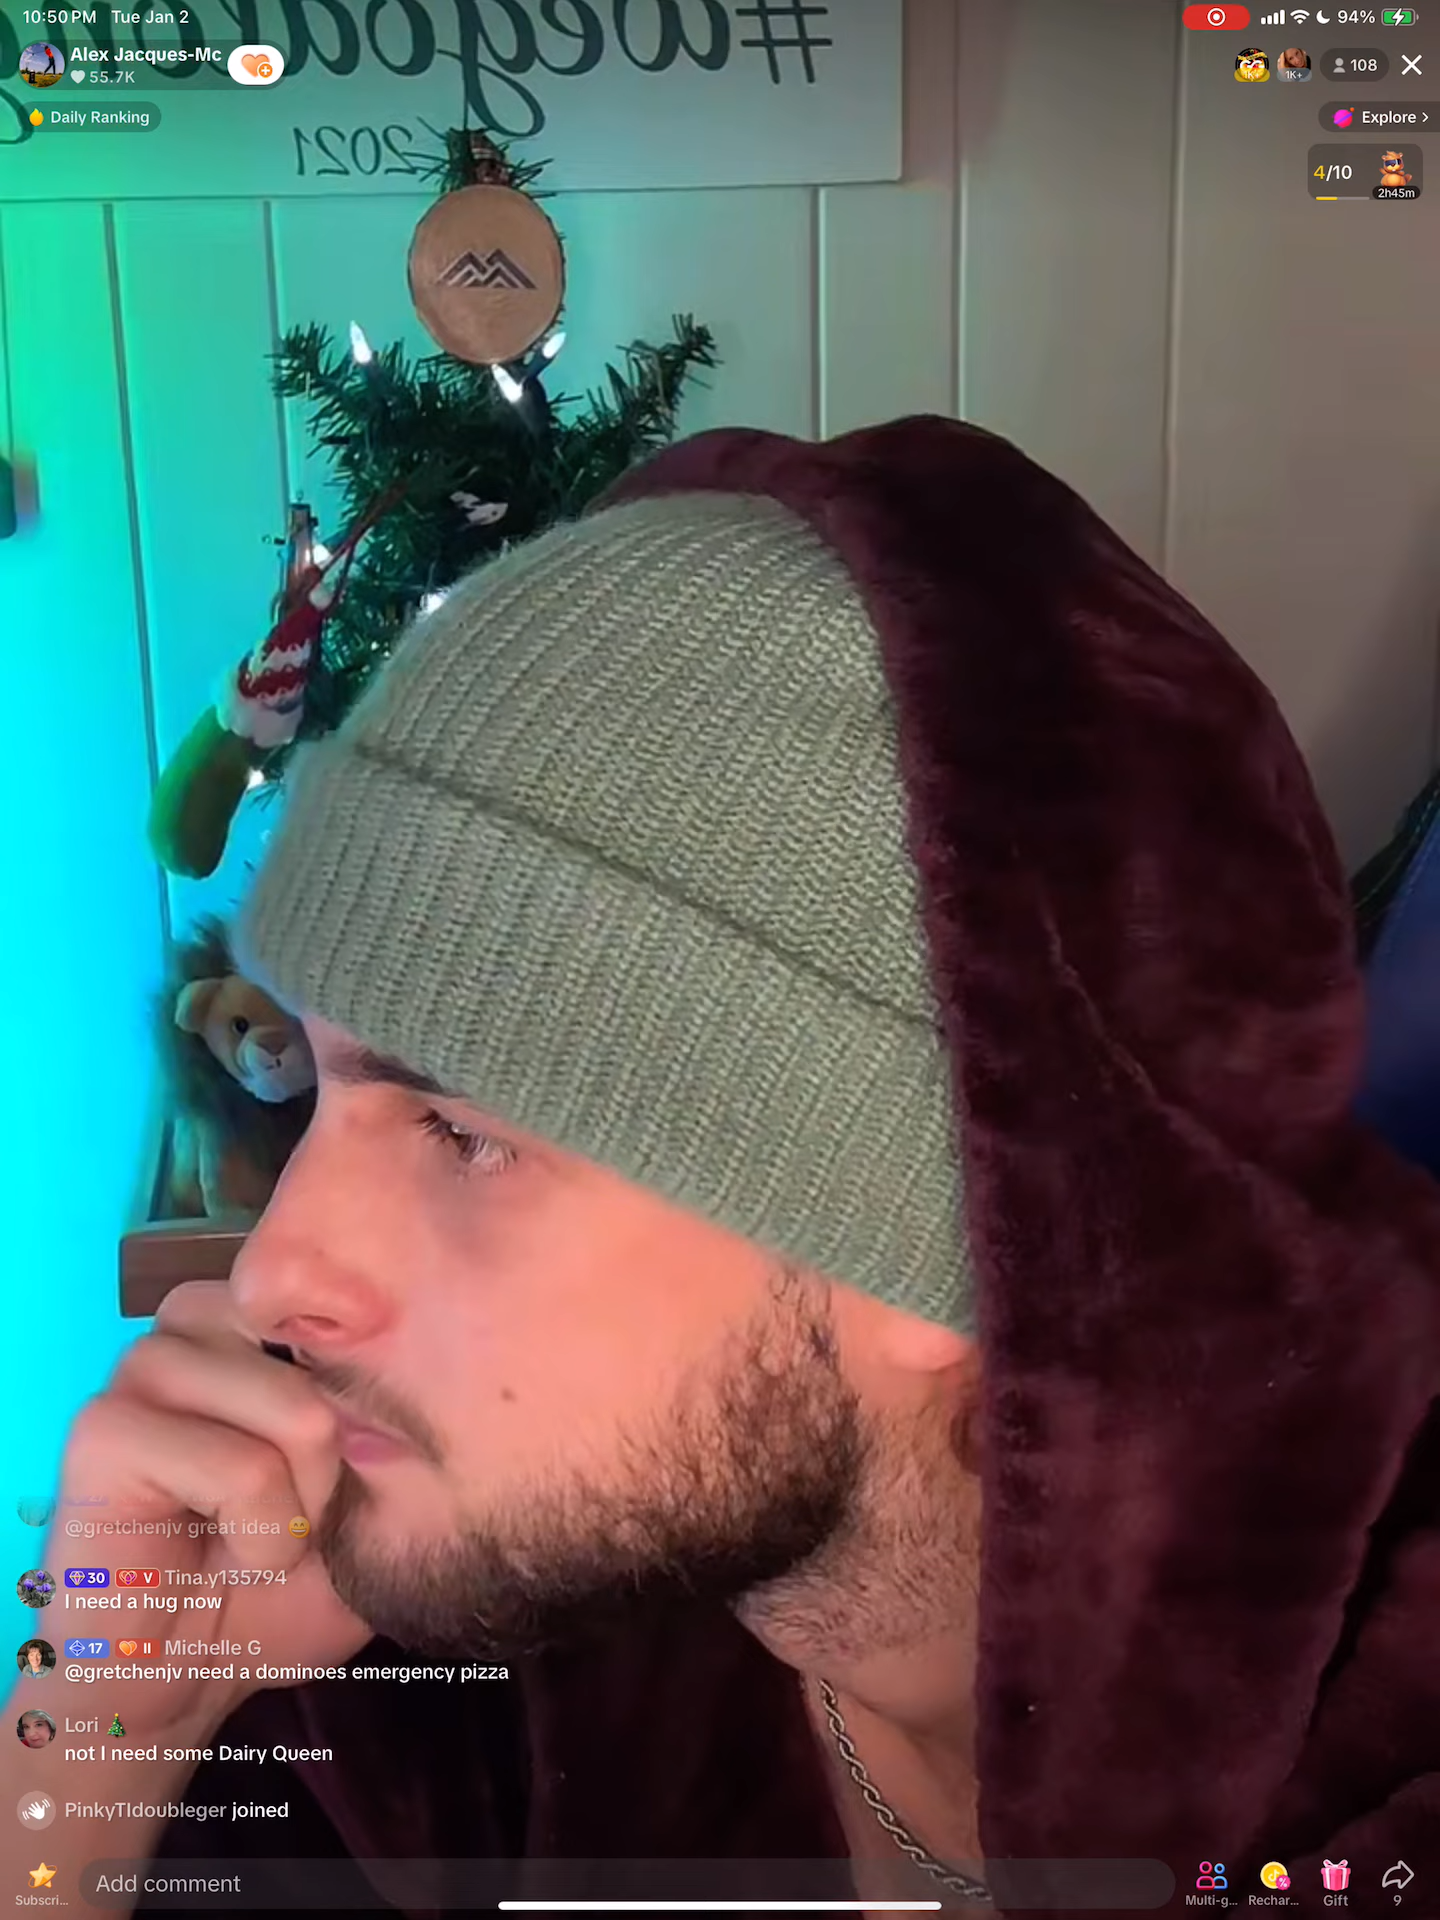 10:50 PM Tue Jan 2
94%
Alex Jacques-Mc
55.7K
1K+
1K+
108
Daily Ranking
Explore >
4/10
2h45m
2021
@gretchenjv great idea 😄
30 V Tina.y135794
I need a hug now
17 II Michelle G
@gretchenjv need a dominoes emergency pizza
Lori 🎄
not I need some Dairy Queen
PinkyTIdoubleger joined
Subscri...
Add comment
Multi-g...
Rechar...
Gift
9